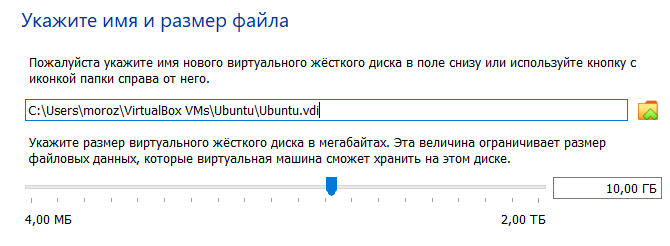 Укажите имя и размер файла
Пожалуйста укажите имя нового виртуального жёсткого диска в поле снизу или используйте кнопку с
иконкой папки справа от него.
C:\Users\moroz\VirtualBox VMs\Ubuntu\Ubuntu.vdi
Укажите размер виртуального жёсткого диска в мегабайтах. Эта величина ограничивает размер
файловых данных, которые виртуальная машина сможет хранить на этом диске.
10,00 ГБ
4,00 МБ
2,00 ТБ